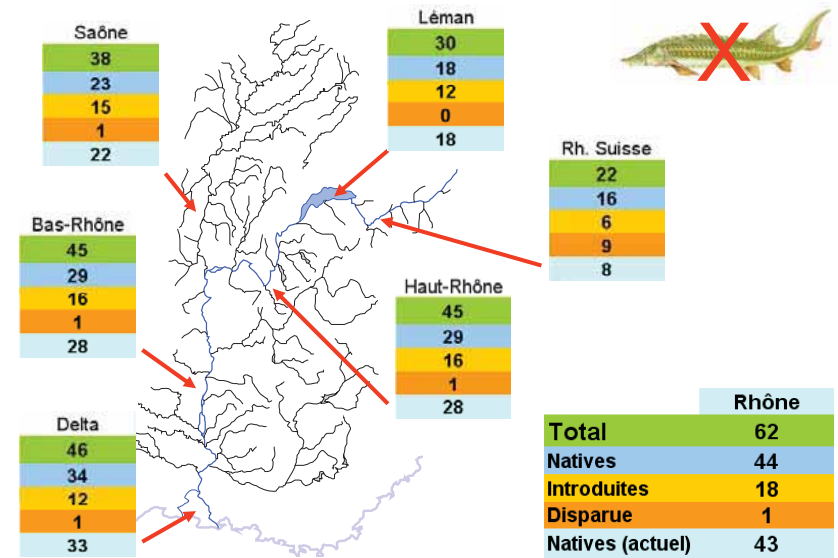 Saône
38
23
15
1
22
Léman
30
18
12
0
18
Rh. Suisse
22
16
6
9
8
Bas-Rhône
45
29
16
1
28
Haut-Rhône
45
29
16
1
28
Delta
46
34
12
1
33
Rhône
Total 62
Natives 44
Introduites 18
Disparue 1
Natives (actuel) 43